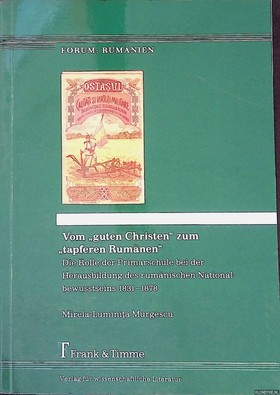 FORUM: RUMÄNIEN
OSTAȘUL
Vom „guten Christen“ zum
„tapferen Rumänen“
Die Rolle der Primarschule bei der
Herausbildung des rumänischen National-
bewusstseins 1831–1878
Mirela-Luminița Murgescu
Frank & Timme
Verlag für wissenschaftliche Literatur